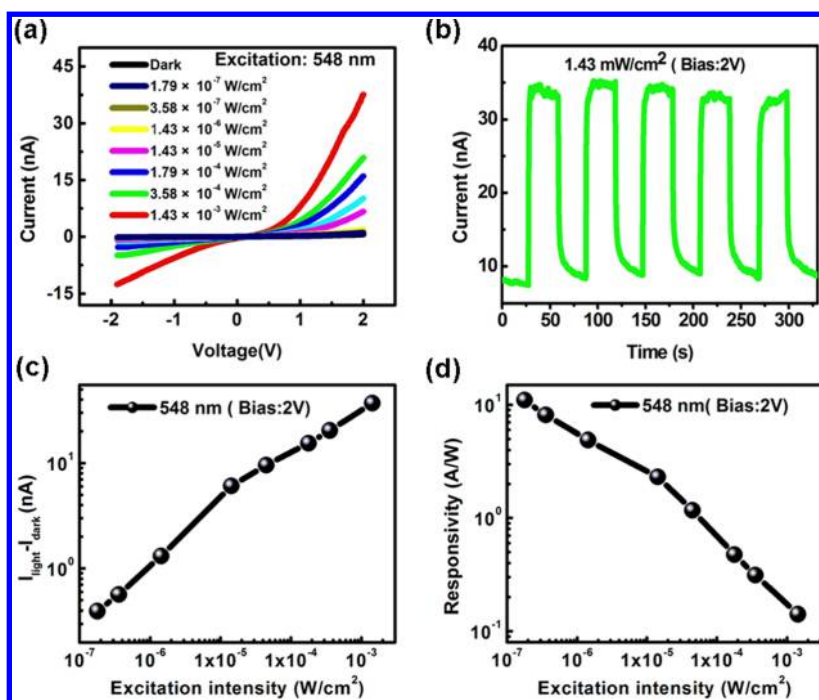 (a)
Excitation: 548 nm
Dark
1.79 × 10⁻⁷ W/cm²
3.58 × 10⁻⁷ W/cm²
1.43 × 10⁻⁶ W/cm²
1.43 × 10⁻⁵ W/cm²
1.79 × 10⁻⁴ W/cm²
3.58 × 10⁻⁴ W/cm²
1.43 × 10⁻³ W/cm²
Current (nA)
45
30
15
0
-15
-2 -1 0 1 2
Voltage(V)
(b)
1.43 mW/cm² ( Bias:2V)
Current (nA)
40
35
30
25
20
10
0 50 100 150 200 250 300
Time (s)
(c)
548 nm ( Bias:2V)
I_light-I_dark (nA)
10¹
10⁰
10⁻⁷ 10⁻⁶ 1x10⁻⁵ 1x10⁻⁴ 10⁻³
Excitation intensity (W/cm²)
(d)
548 nm( Bias:2V)
Responsivity (A/W)
10¹
10⁰
10⁻¹
10⁻⁷ 10⁻⁶ 1x10⁻⁵ 1x10⁻⁴ 10⁻³
Excitation intensity (W/cm²)